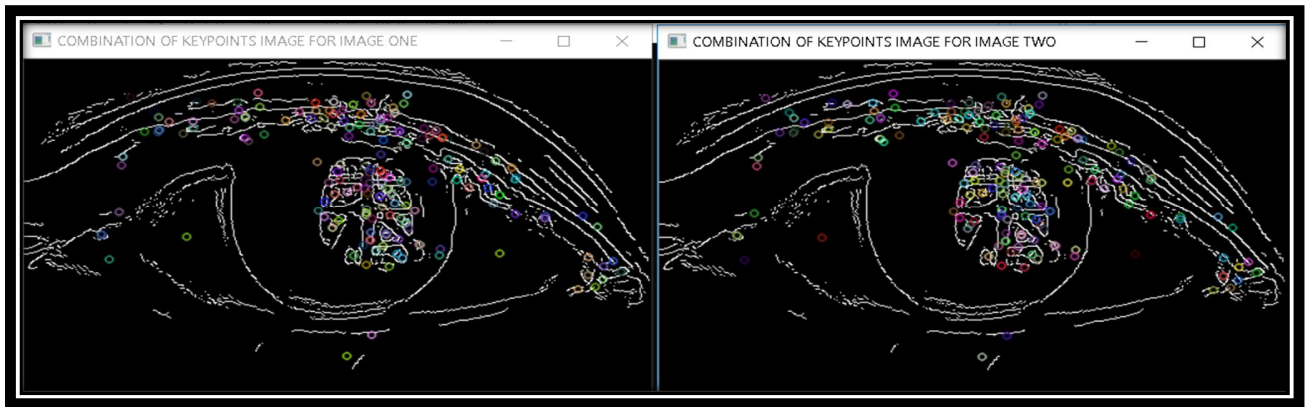 COMBINATION OF KEYPOINTS IMAGE FOR IMAGE ONE
COMBINATION OF KEYPOINTS IMAGE FOR IMAGE TWO